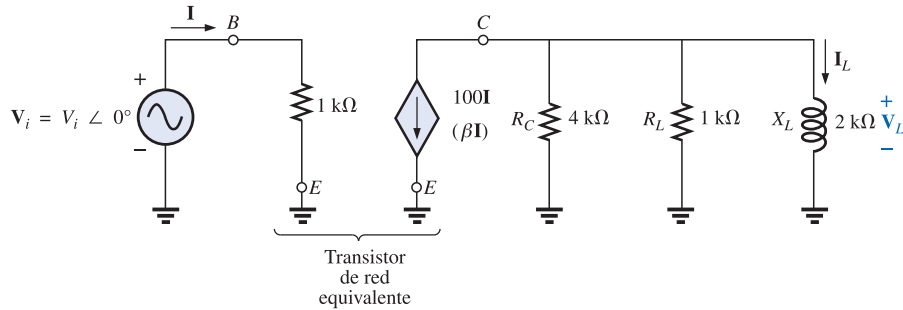 I
B
C
I_L
+
V_i = V_i ∠ 0°
–
1 kΩ
100I
(βI)
R_C
4 kΩ
R_L
1 kΩ
X_L
2 kΩ
+
V_L
–
E
E
Transistor
de red
equivalente